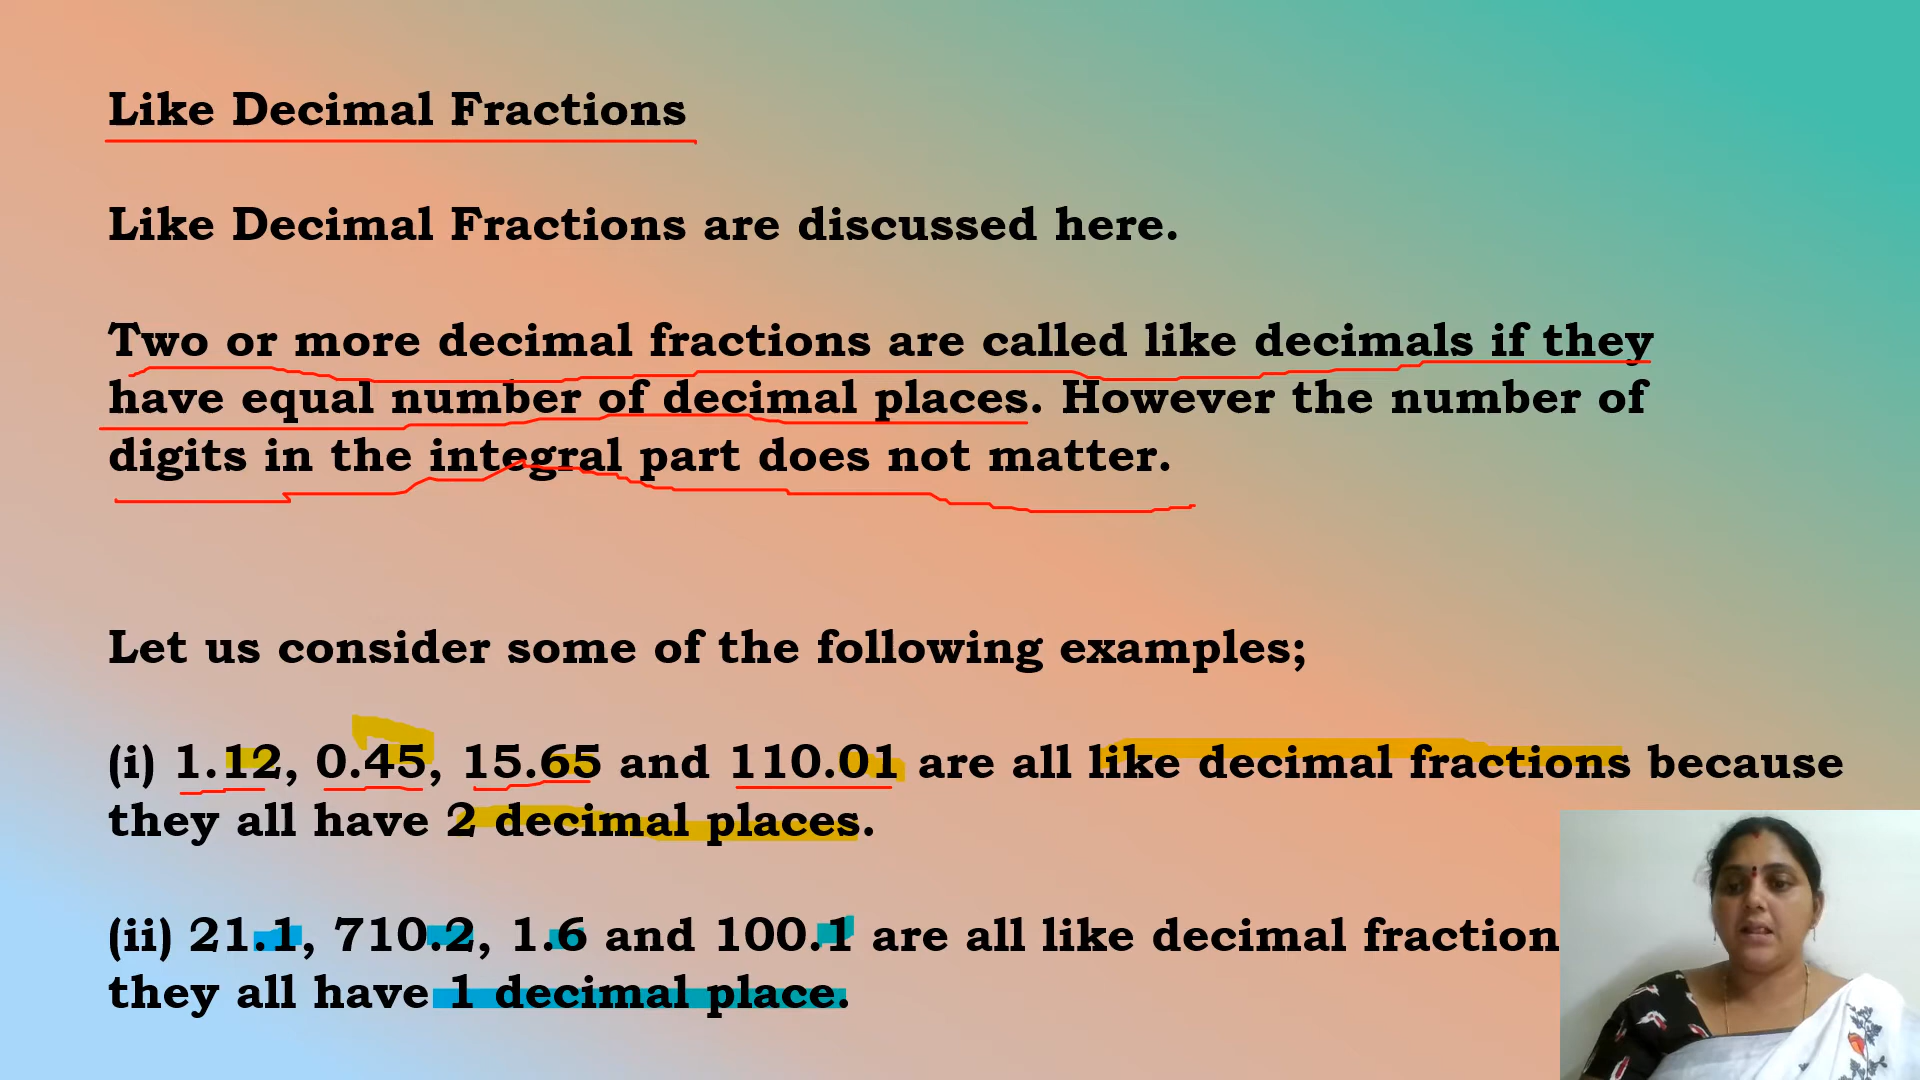 Like Decimal Fractions
Like Decimal Fractions are discussed here.
Two or more decimal fractions are called like decimals if they
have equal number of decimal places. However the number of
digits in the integral part does not matter.
Let us consider some of the following examples;
(i) 1.12, 0.45, 15.65 and 110.01 are all like decimal fractions because
they all have 2 decimal places.
(ii) 21.1, 710.2, 1.6 and 100.1 are all like decimal fraction
they all have 1 decimal place.